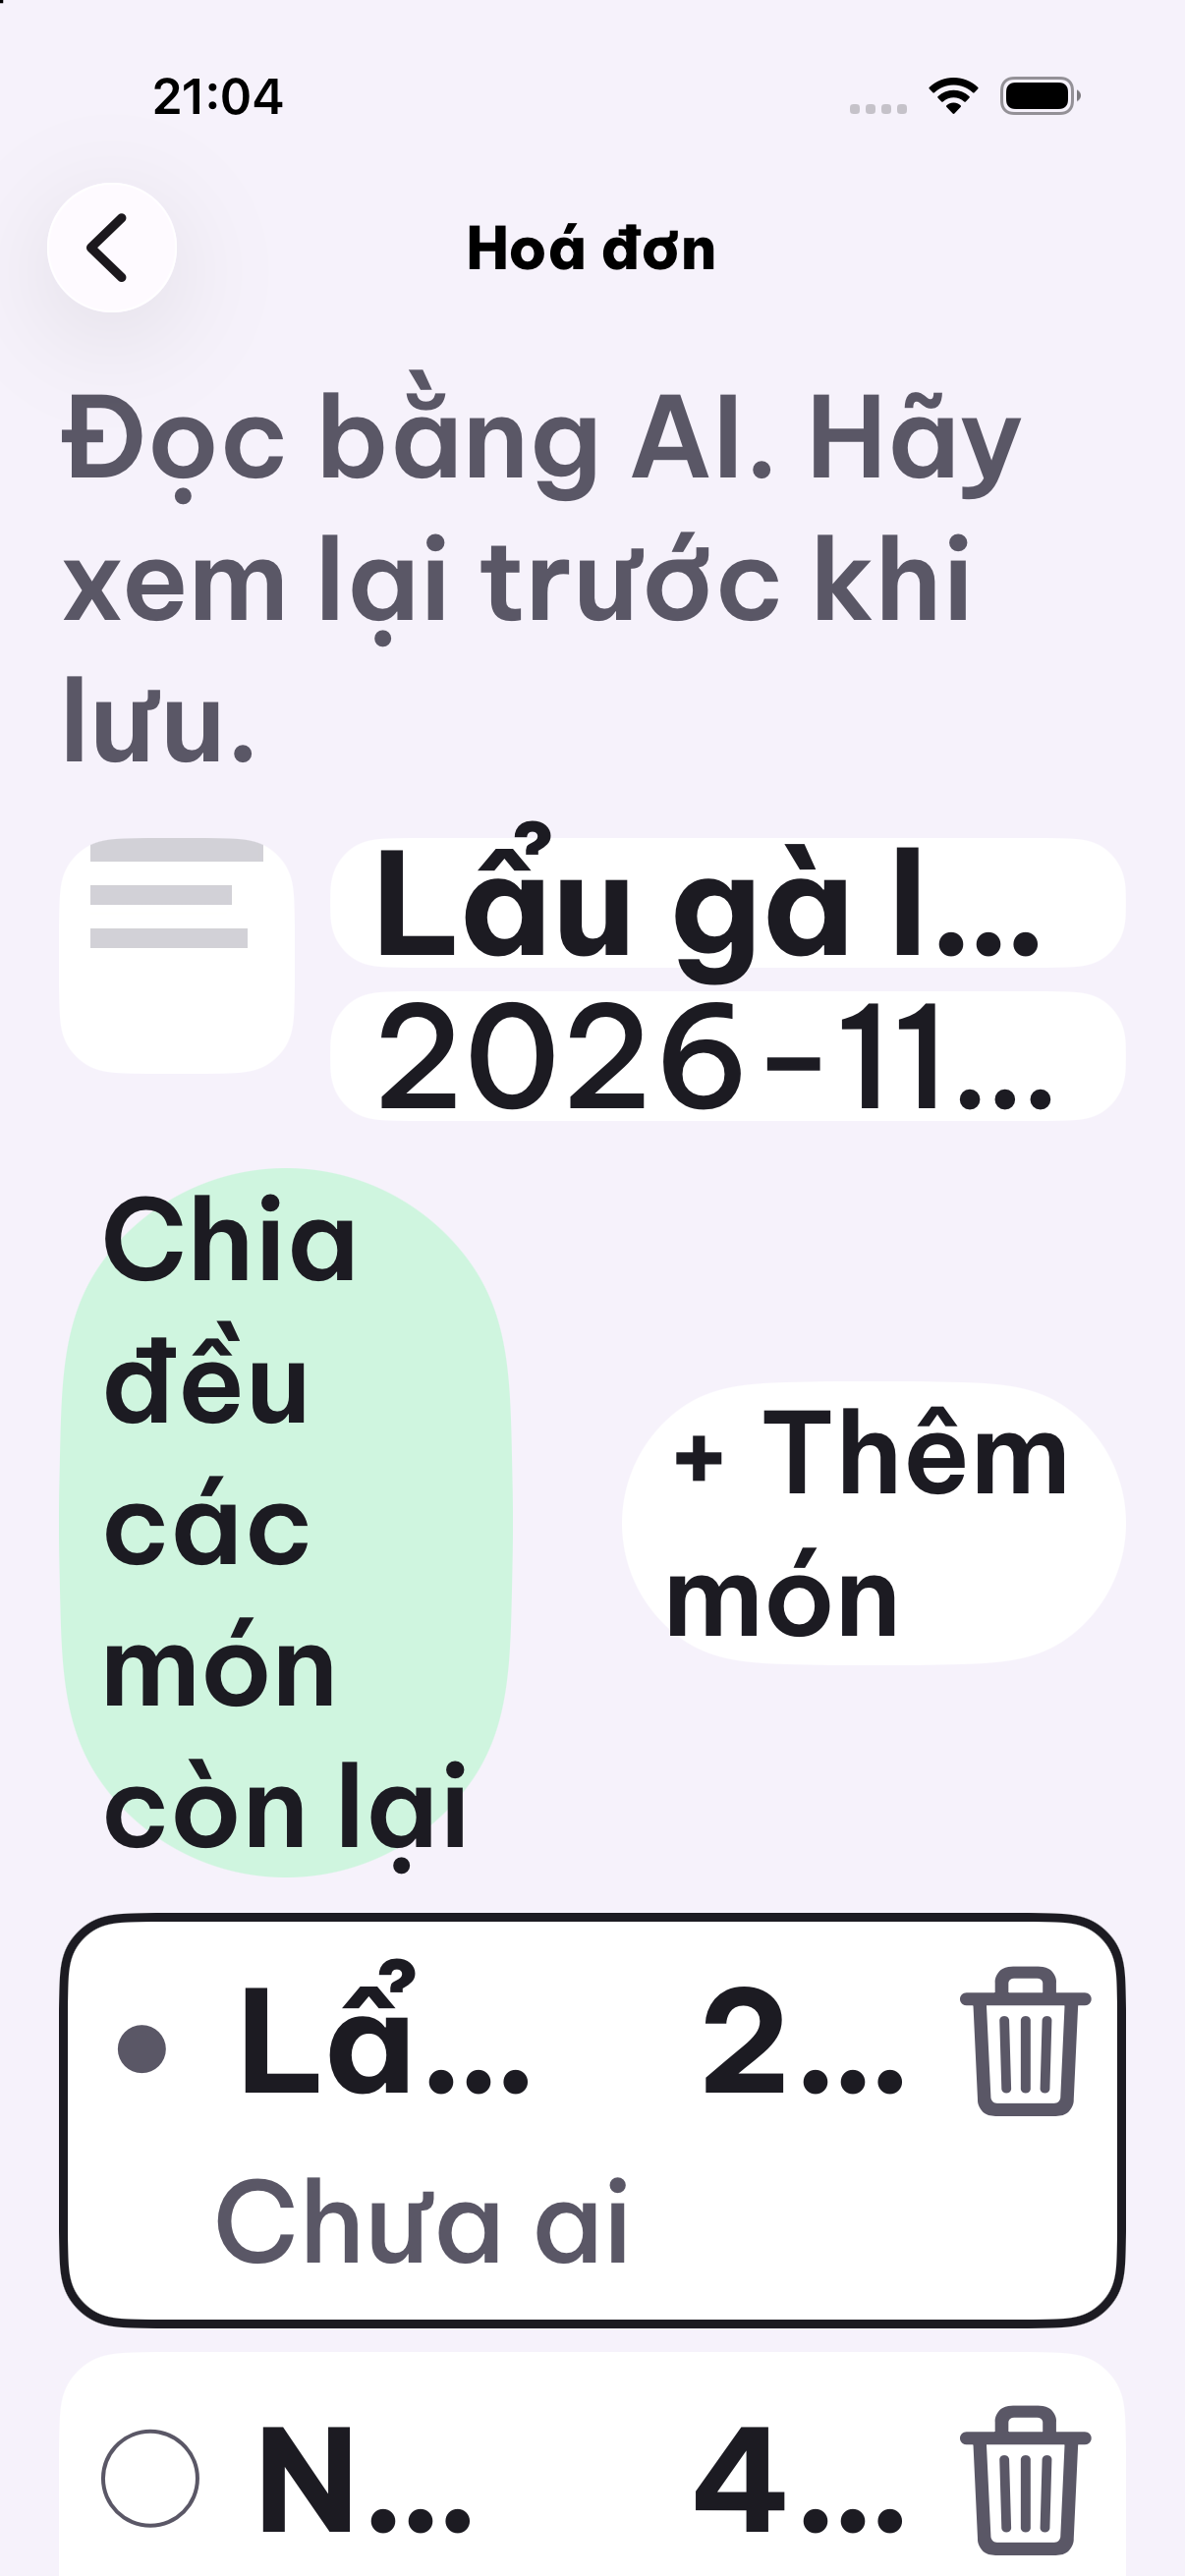 21:04
Hoá đơn
Đọc bằng AI. Hãy
xem lại trước khi
lưu.
Lẩu gà l...
2026-11...
Chia
đều
các
món
còn lại
+ Thêm
món
Lẩ... 2...
Chưa ai
N... 4...